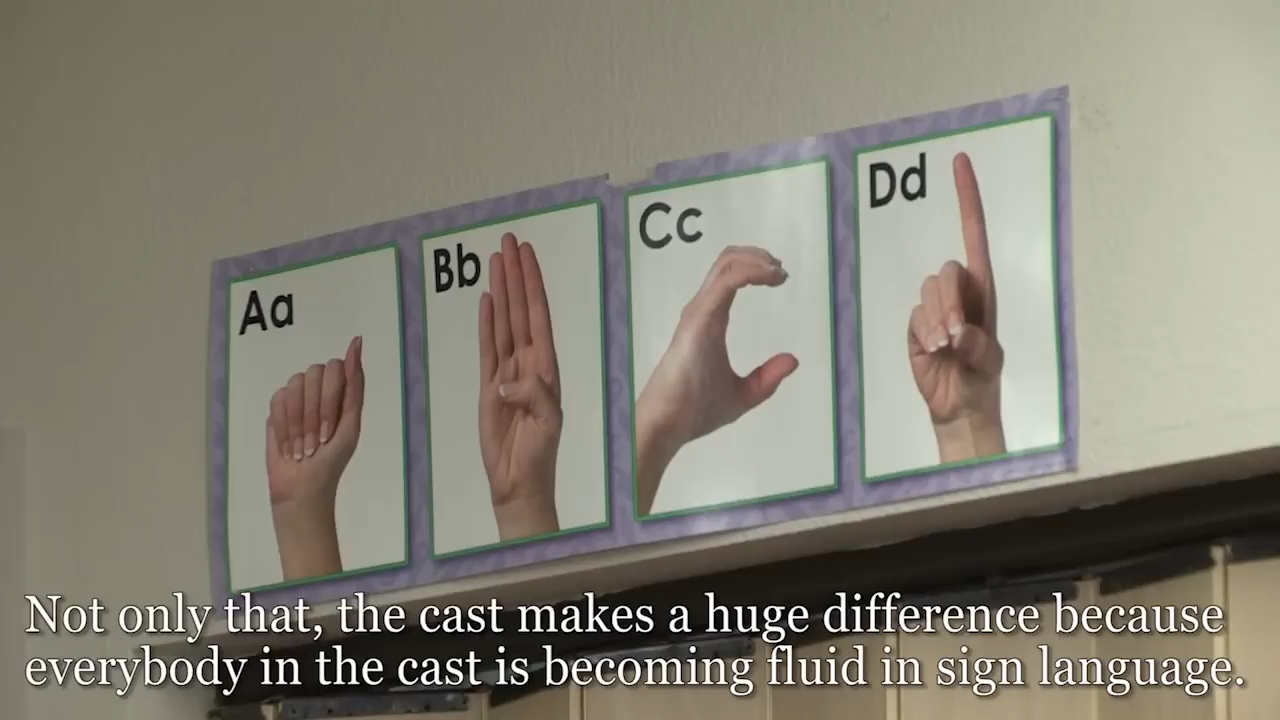 Aa
Bb
Cc
Dd
Not only that, the cast makes a huge difference because
everybody in the cast is becoming fluid in sign language.